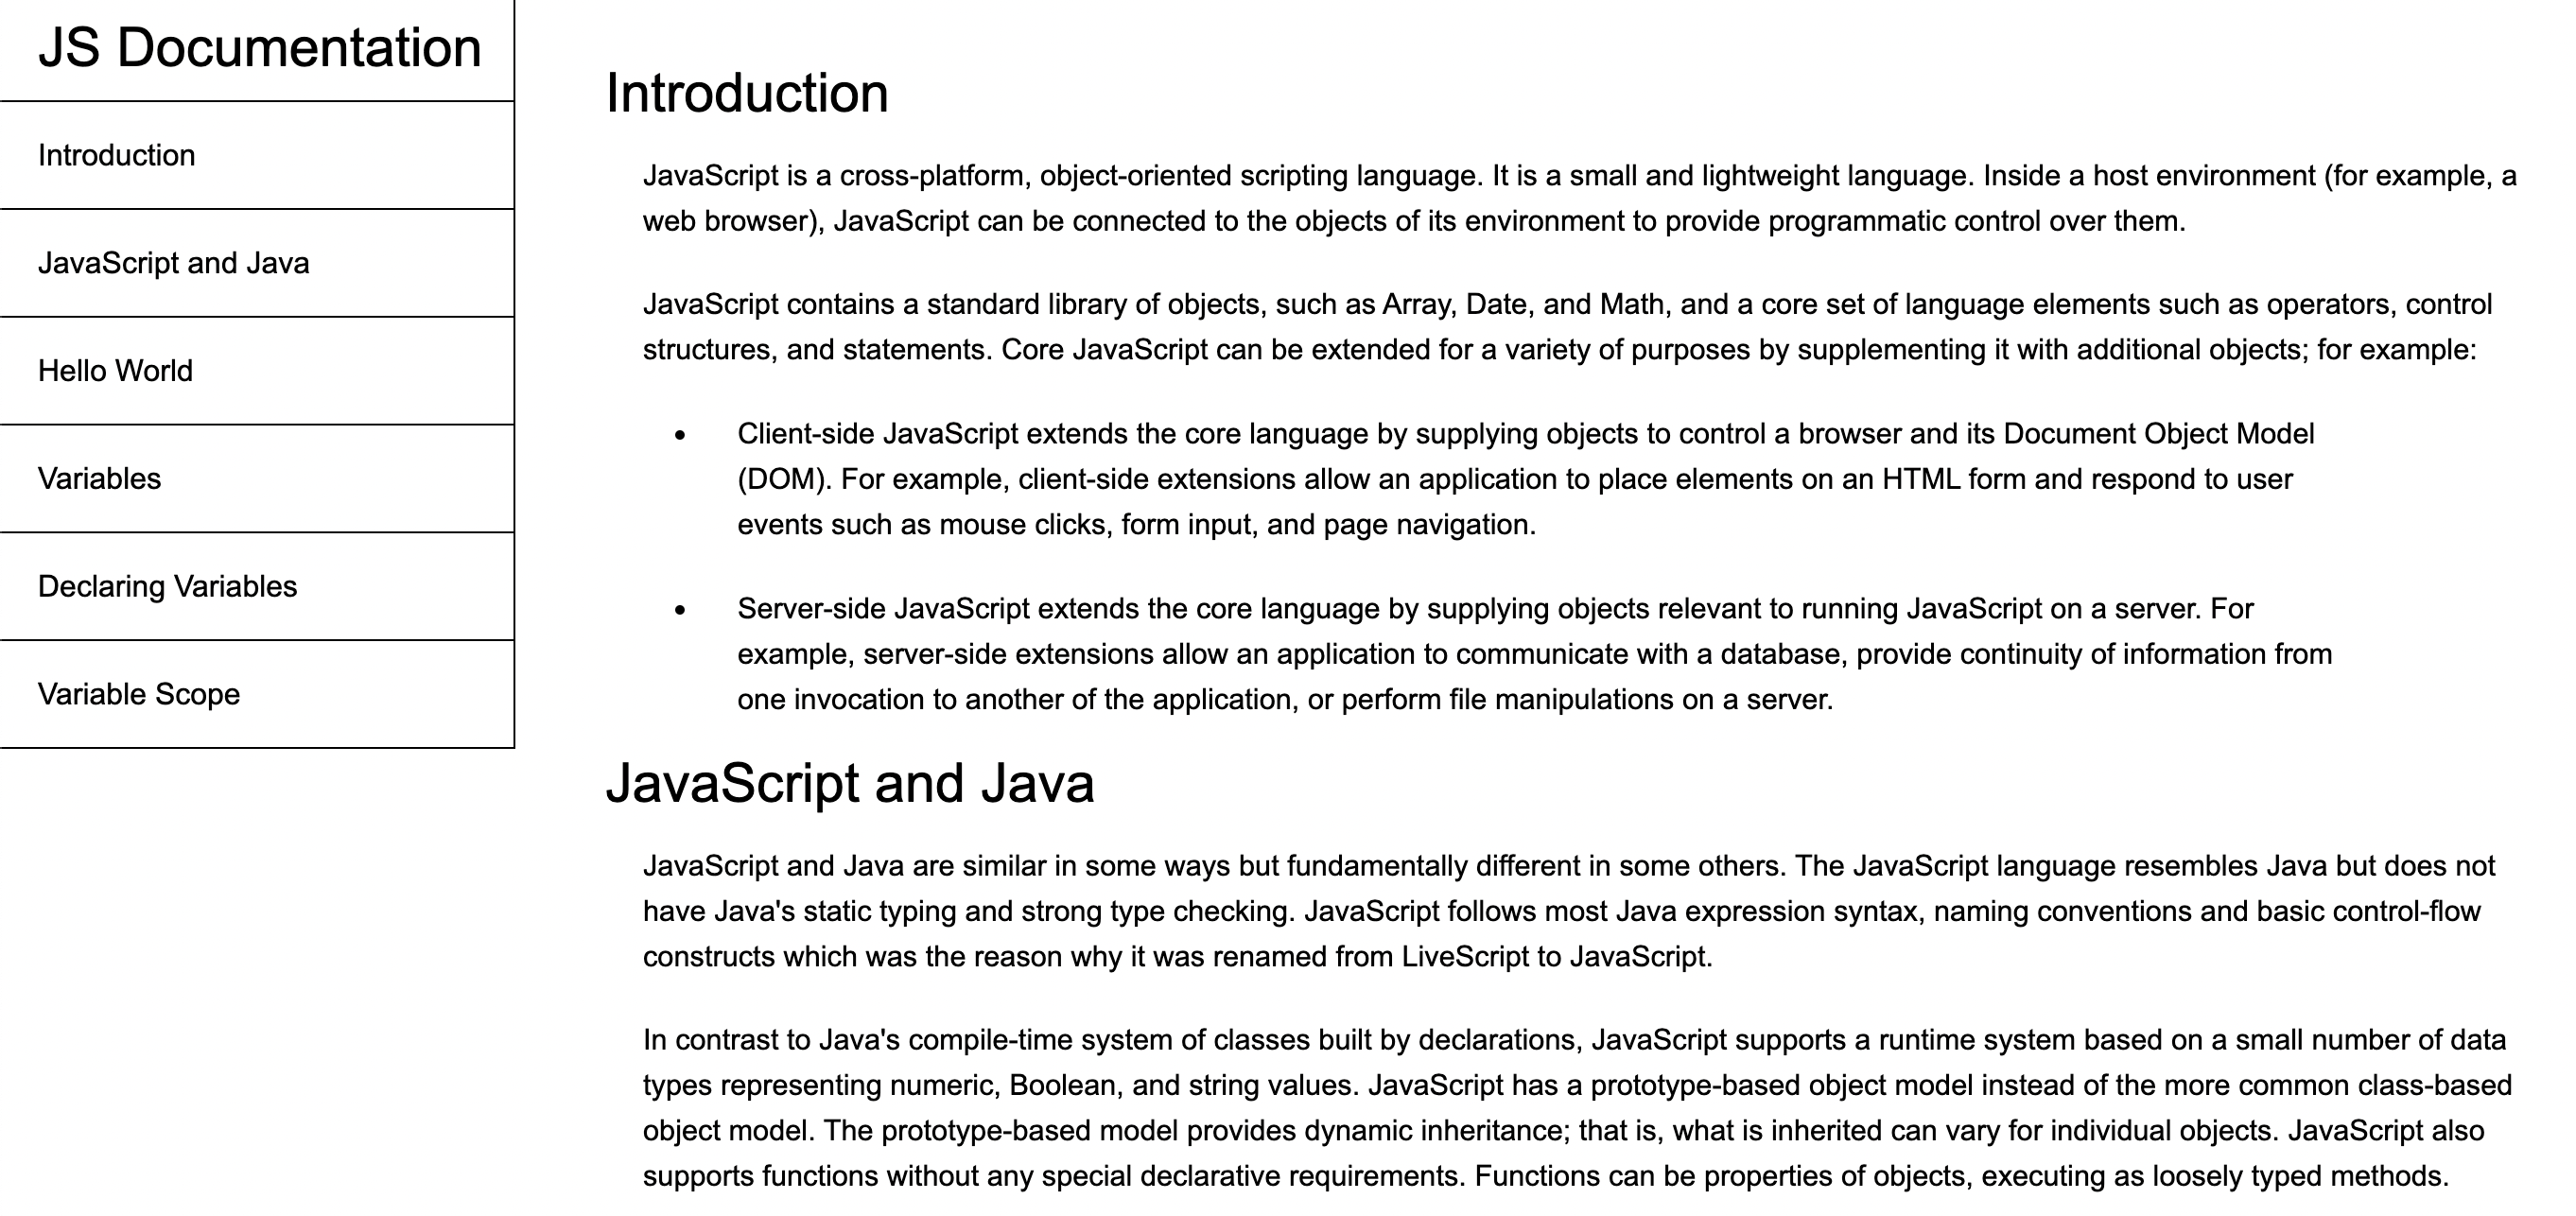 JS Documentation
Introduction
JavaScript and Java
Hello World
Variables
Declaring Variables
Variable Scope
Introduction
JavaScript is a cross-platform, object-oriented scripting language. It is a small and lightweight language. Inside a host environment (for example, a
web browser), JavaScript can be connected to the objects of its environment to provide programmatic control over them.
JavaScript contains a standard library of objects, such as Array, Date, and Math, and a core set of language elements such as operators, control
structures, and statements. Core JavaScript can be extended for a variety of purposes by supplementing it with additional objects; for example:
• Client-side JavaScript extends the core language by supplying objects to control a browser and its Document Object Model
(DOM). For example, client-side extensions allow an application to place elements on an HTML form and respond to user
events such as mouse clicks, form input, and page navigation.
• Server-side JavaScript extends the core language by supplying objects relevant to running JavaScript on a server. For
example, server-side extensions allow an application to communicate with a database, provide continuity of information from
one invocation to another of the application, or perform file manipulations on a server.
JavaScript and Java
JavaScript and Java are similar in some ways but fundamentally different in some others. The JavaScript language resembles Java but does not
have Java's static typing and strong type checking. JavaScript follows most Java expression syntax, naming conventions and basic control-flow
constructs which was the reason why it was renamed from LiveScript to JavaScript.
In contrast to Java's compile-time system of classes built by declarations, JavaScript supports a runtime system based on a small number of data
types representing numeric, Boolean, and string values. JavaScript has a prototype-based object model instead of the more common class-based
object model. The prototype-based model provides dynamic inheritance; that is, what is inherited can vary for individual objects. JavaScript also
supports functions without any special declarative requirements. Functions can be properties of objects, executing as loosely typed methods.